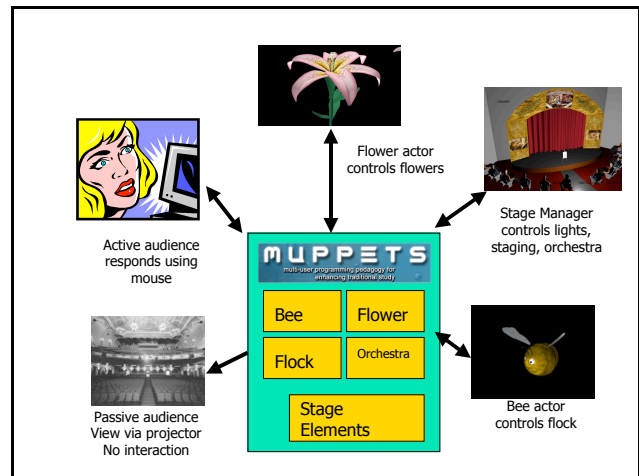 Flower actor
controls flowers
Active audience
responds using
mouse
Stage Manager
controls lights,
staging, orchestra
MUPPETS
multi-user programming pedagogy for
enhancing traditional study
Bee
Flower
Flock
Orchestra
Stage
Elements
Passive audience
View via projector
No interaction
Bee actor
controls flock